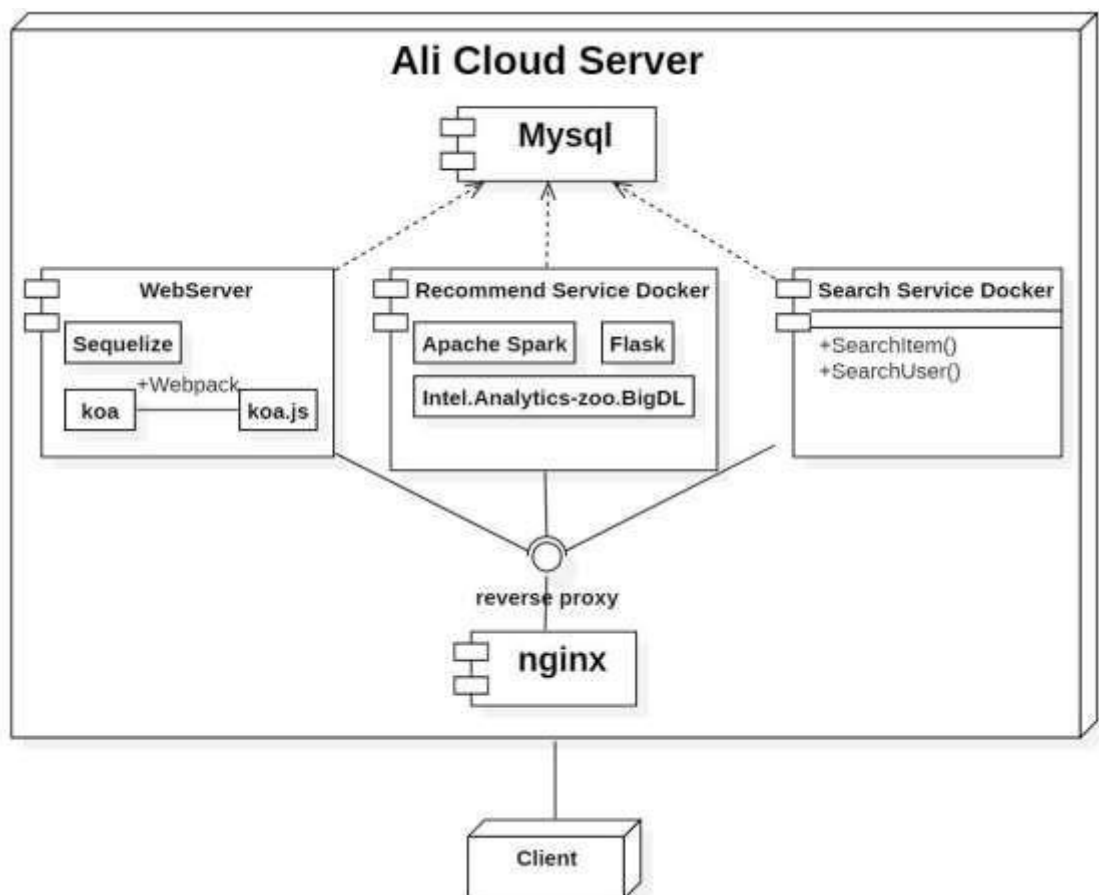 Ali Cloud Server
Mysql
WebServer
Sequelize
+Webpack
koa
koa.js
Recommend Service Docker
Apache Spark
Flask
Intel.Analytics-zoo.BigDL
Search Service Docker
+SearchItem()
+SearchUser()
reverse proxy
nginx
Client